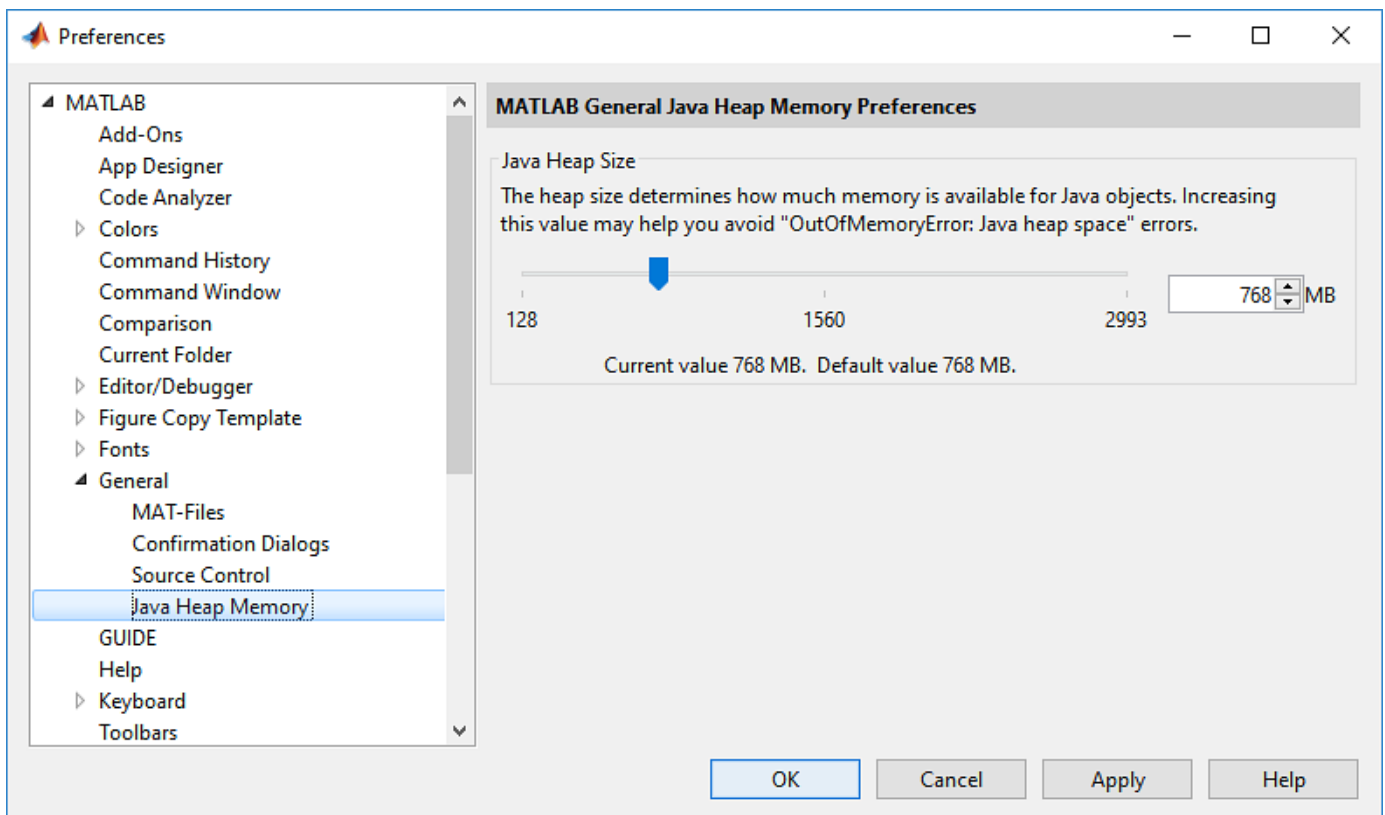 Preferences
MATLAB
Add-Ons
App Designer
Code Analyzer
Colors
Command History
Command Window
Comparison
Current Folder
Editor/Debugger
Figure Copy Template
Fonts
General
MAT-Files
Confirmation Dialogs
Source Control
Java Heap Memory
GUIDE
Help
Keyboard
Toolbars
MATLAB General Java Heap Memory Preferences
Java Heap Size
The heap size determines how much memory is available for Java objects. Increasing
this value may help you avoid "OutOfMemoryError: Java heap space" errors.
768 MB
128 1560 2993
Current value 768 MB. Default value 768 MB.
OK Cancel Apply Help